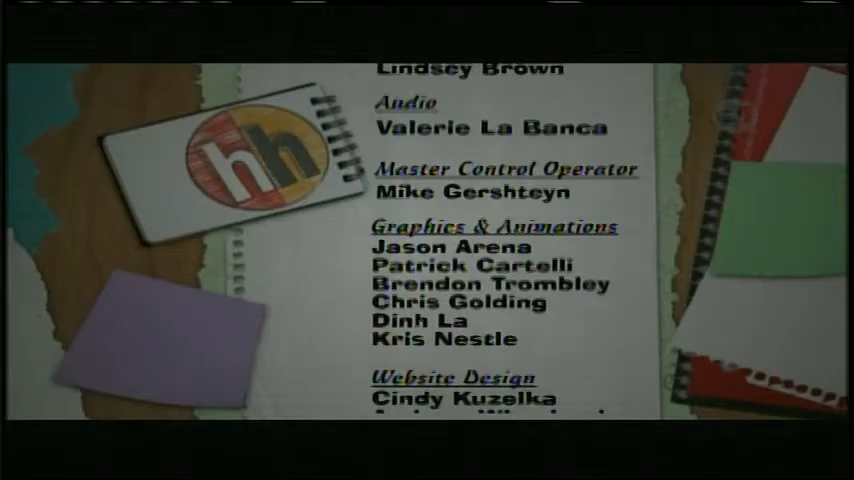 Lindsey Brown
Audio
Valerie La Banca
Master Control Operator
Mike Gershteyn
Graphics & Animations
Jason Arena
Patrick Cartelli
Brendon Trombley
Chris Golding
Dinh La
Kris Nestle
Website Design
Cindy Kuzelka
hh